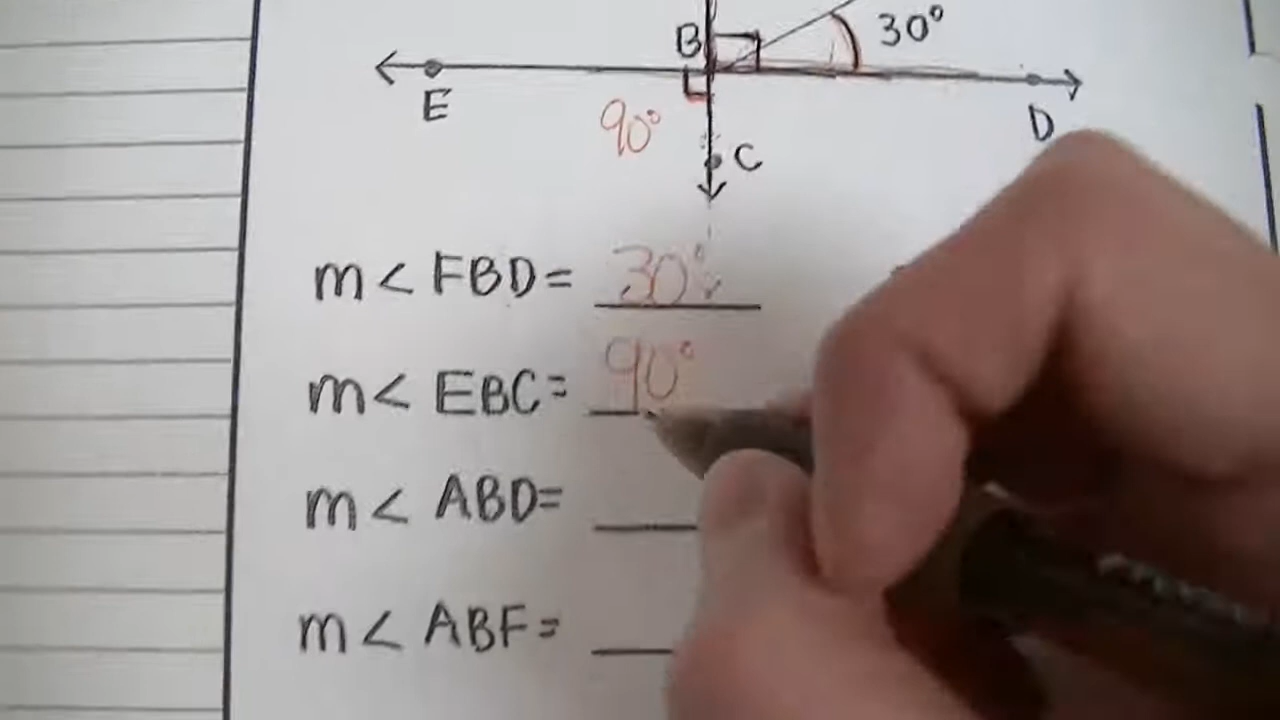 B 30°
E 90° C D
m< FBD= 30°
m< EBC= 90°
m< ABD=
m< ABF=